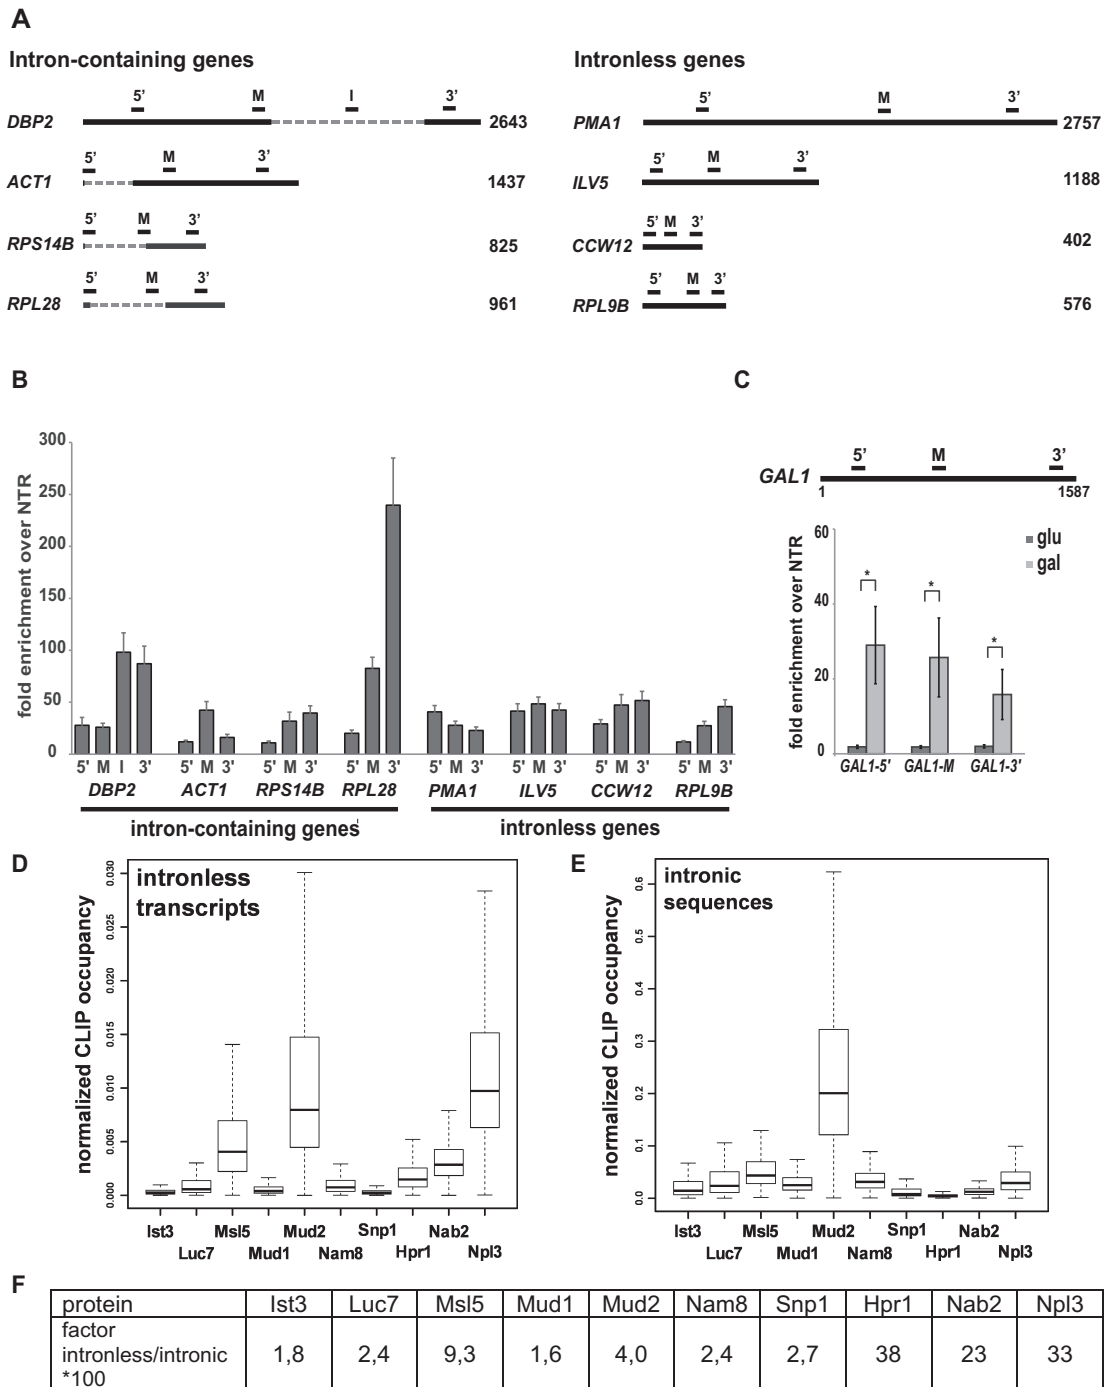 A
Intron-containing genes
Intronless genes
5' M I 3'
DBP2 2643
5' M 3'
PMA1 2757
5' M 3'
ACT1 1437
5' M 3'
ILV5 1188
5' M 3'
RPS14B 825
5' M 3'
CCW12 402
5' M 3'
RPL28 961
5' M 3'
RPL9B 576
B
fold enrichment over NTR
300
250
200
150
100
50
0
5' M I 3' 5' M 3' 5' M 3' 5' M 3' 5' M 3' 5' M 3' 5' M 3' 5' M 3'
DBP2 ACT1 RPS14B RPL28 PMA1 ILV5 CCW12 RPL9B
intron-containing genes
intronless genes
C
5' M 3'
GAL1
1 1587
fold enrichment over NTR
60
40
20
0
glu
gal
* * *
GAL1-5' GAL1-M GAL1-3'
D
intronless
transcripts
normalized CLIP occupancy
0.030
0.025
0.020
0.015
0.010
0.005
0.000
Ist3 Msl5 Mud2 Snp1 Nab2
Luc7 Mud1 Nam8 Hpr1 Npl3
E
intronic
sequences
normalized CLIP occupancy
0.6
0.5
0.4
0.3
0.2
0.1
0.0
Ist3 Msl5 Mud2 Snp1 Nab2
Luc7 Mud1 Nam8 Hpr1 Npl3
F
protein Ist3 Luc7 Msl5 Mud1 Mud2 Nam8 Snp1 Hpr1 Nab2 Npl3
factor
intronless/intronic 1,8 2,4 9,3 1,6 4,0 2,4 2,7 38 23 33
*100